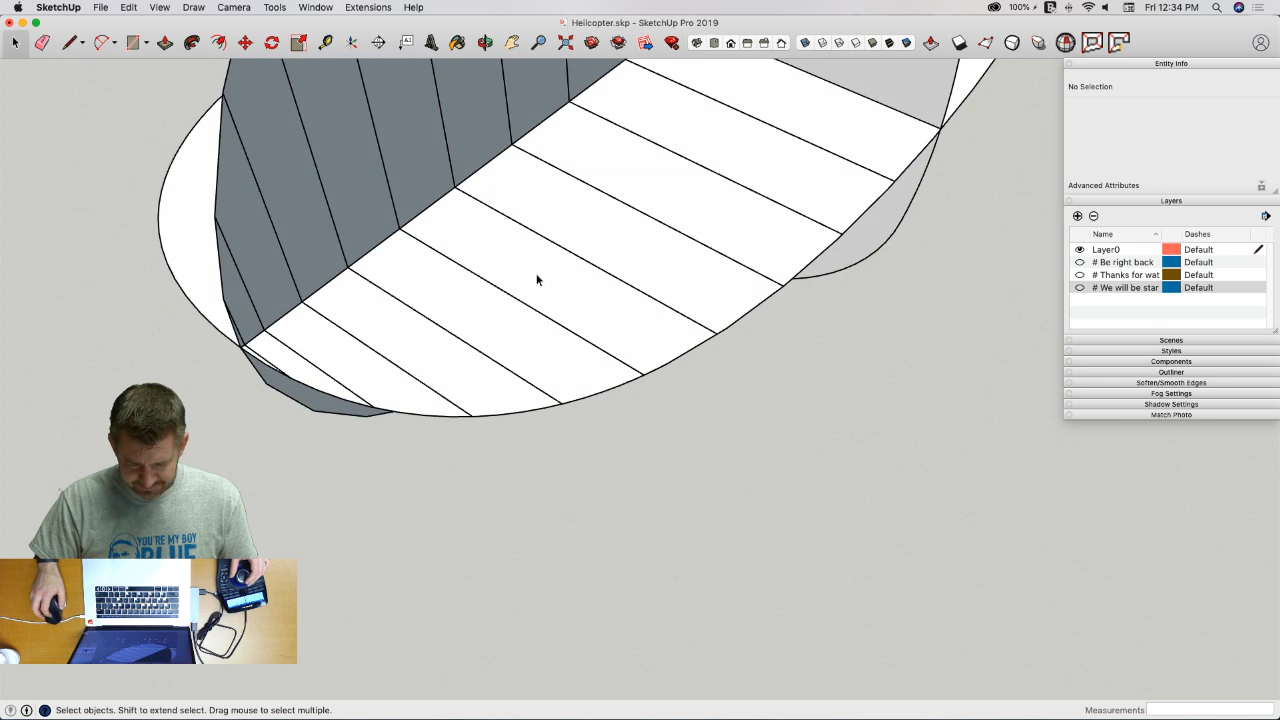 SketchUp File Edit View Draw Camera Tools Window Extensions Help
100% Fri 12:34 PM
Helicopter.skp - SketchUp Pro 2019
Entity Info
No Selection
Advanced Attributes
Layers
Name Dashes
Layer0 Default
# Be right back Default
# Thanks for wat Default
# We will be star Default
Scenes
Styles
Components
Outliner
Soften/Smooth Edges
Fog Settings
Shadow Settings
Match Photo
YOU'RE MY BOY
BLUE
Select objects. Shift to extend select. Drag mouse to select multiple.
Measurements